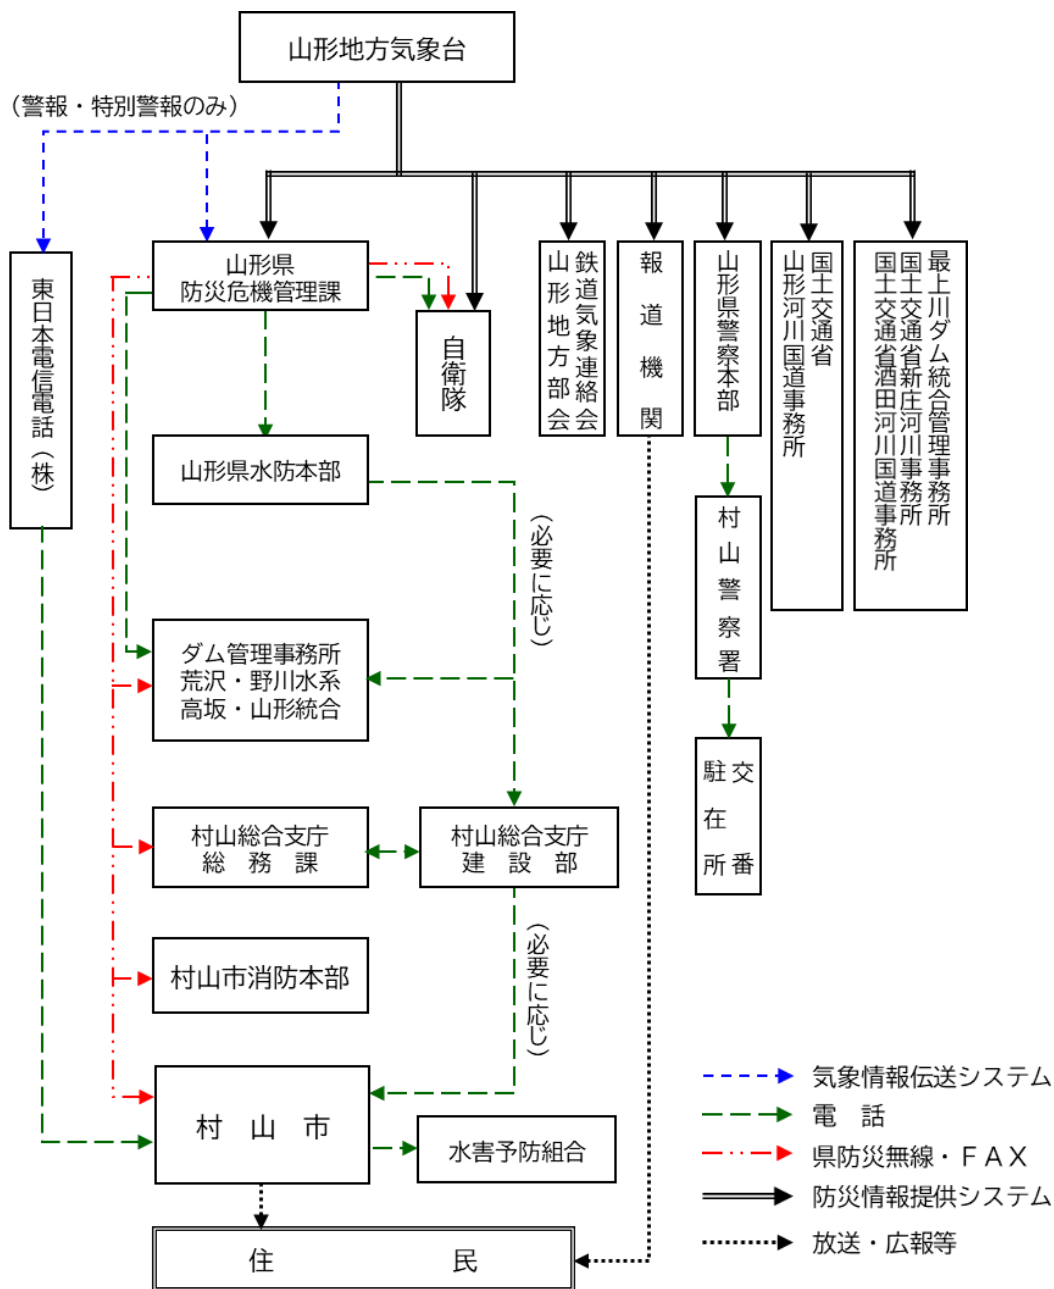 山形地方気象台
（警報・特別警報のみ）
東日本電信電話（株）
山形県
防災危機管理課
自衛隊
鉄道気象連絡会
山形地方部会
報道機関
山形県警察本部
国土交通省
山形河川国道事務所
最上川ダム統合管理事務所
国土交通省新庄河川事務所
国土交通省酒田河川国道事務所
山形県水防本部
（必要に応じ）
村山警察署
ダム管理事務所
荒沢・野川水系
高坂・山形統合
交番
駐在所
村山総合支庁
総　務　課
村山総合支庁
建　設　部
（必要に応じ）
村山市消防本部
村　山　市
水害予防組合
住　民
気象情報伝送システム
電　話
県防災無線・ＦＡＸ
防災情報提供システム
放送・広報等